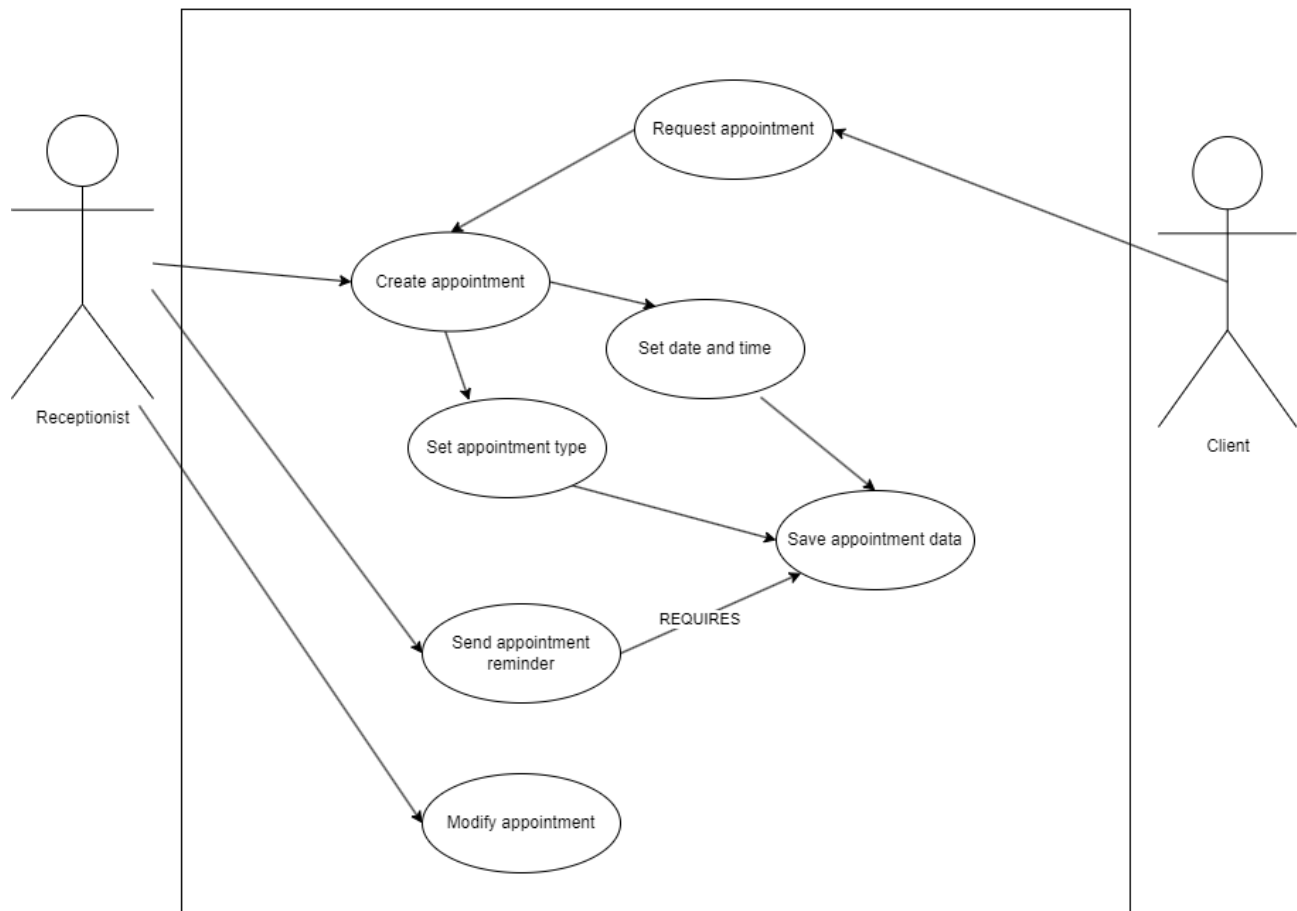 Request appointment
Create appointment
Set date and time
Receptionist
Set appointment type
Client
Save appointment data
REQUIRES
Send appointment
reminder
Modify appointment